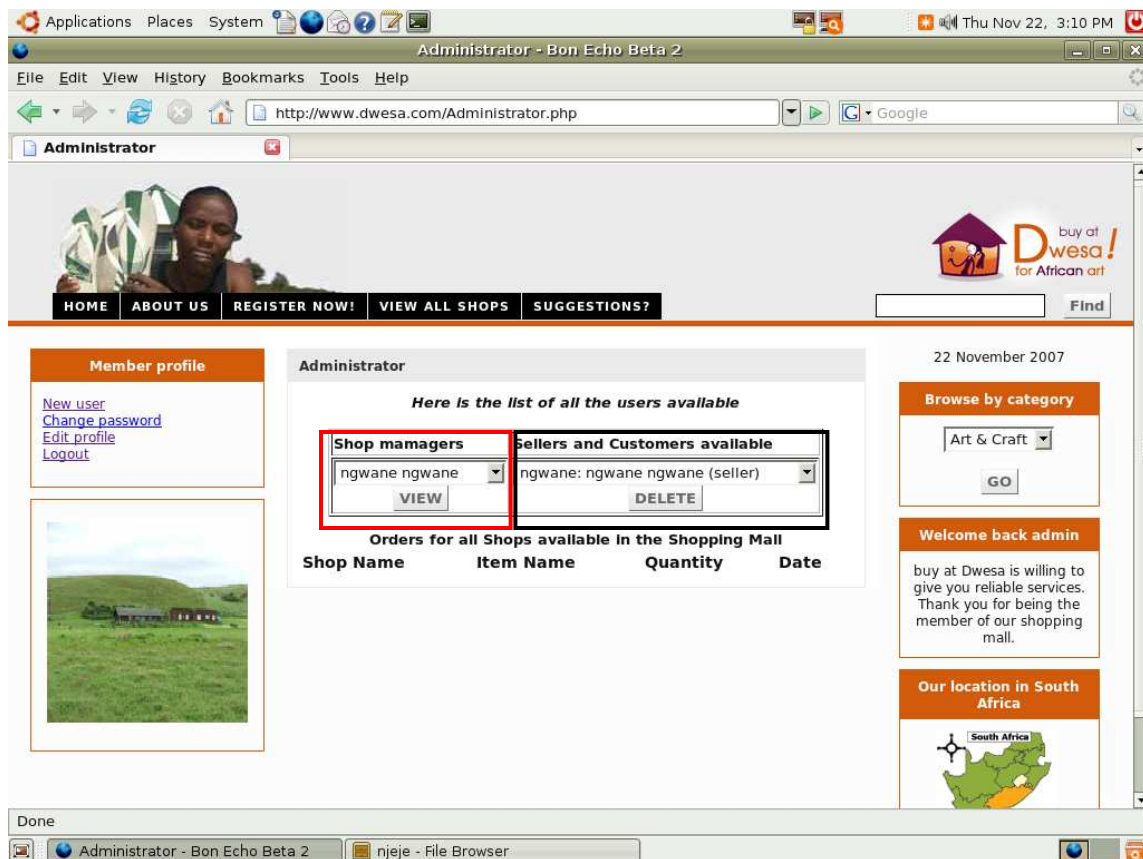 Applications Places System
Thu Nov 22, 3:10 PM
Administrator - Bon Echo Beta 2
File Edit View History Bookmarks Tools Help
http://www.dwesa.com/Administrator.php
G Google
Administrator
buy at
Dwesa!
for African art
HOME ABOUT US REGISTER NOW! VIEW ALL SHOPS SUGGESTIONS?
Find
Member profile
New user
Change password
Edit profile
Logout
Administrator
Here is the list of all the users available
Shop mamagers Sellers and Customers available
ngwane ngwane ngwane: ngwane ngwane (seller)
VIEW DELETE
Orders for all Shops available in the Shopping Mall
Shop Name Item Name Quantity Date
22 November 2007
Browse by category
Art & Craft
GO
Welcome back admin
buy at Dwesa is willing to
give you reliable services.
Thank you for being the
member of our shopping
mall.
Our location in South
Africa
South Africa
Done
Administrator - Bon Echo Beta 2
njeje - File Browser